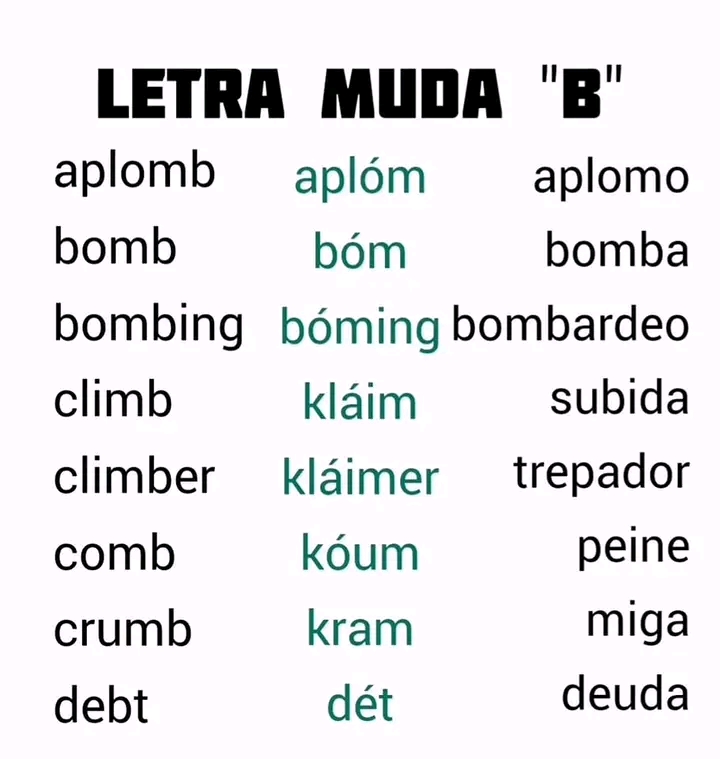 LETRA MUDA "B"
aplomb aplóm aplomo
bomb bóm bomba
bombing bóming bombardeo
climb kláim subida
climber kláimer trepador
comb kóum peine
crumb kram miga
debt dét deuda